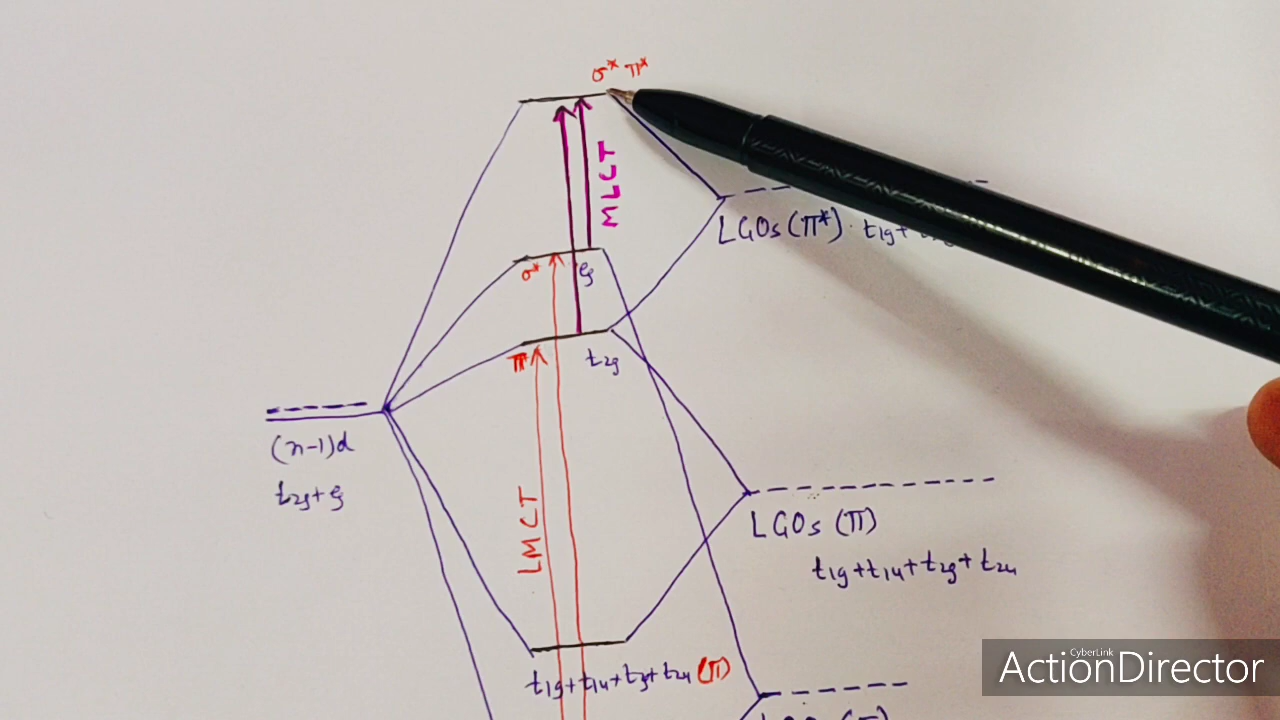 σ* π*
MLCT
LGOs (π*) · t1g +
σ*
eg
π*
t2g
(n-1)d
t2g + eg
LMCT
LGOs (π)
t1g + t1u + t2g + t2u
t1g + t1u + t2g + t2u (π)
CyberLink
ActionDirector